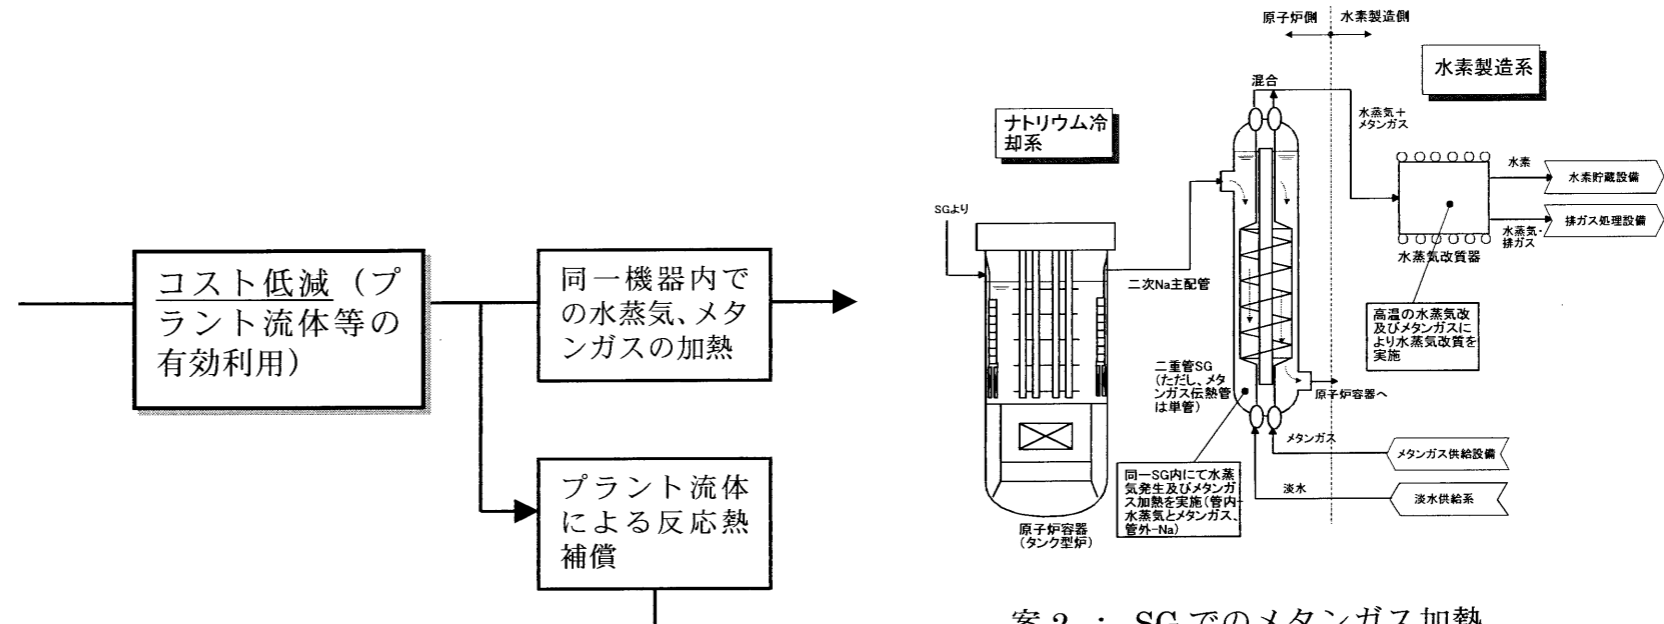 コスト低減（プ
ラント流体等の
有効利用）
同一機器内で
の水蒸気、メタ
ンガスの加熱
プラント流体
による反応熱
補償
原子炉側
水素製造側
水素製造系
混合
ナトリウム冷
却系
水蒸気＋
メタンガス
水素
水素貯蔵設備
SGより
排ガス処理設備
水蒸気・
排ガス
水蒸気改質器
二次Na主配管
高温の水蒸気改
及びメタンガスに
より水蒸気改質を
実施
二重管SG
（ただし、メタ
ンガス伝熱管
は単管）
原子炉容器へ
メタンガス
メタンガス供給設備
同一SG内にて水蒸
気発生及びメタンガ
ス加熱を実施（管内-
水蒸気とメタンガス、
管外-Na）
淡水
淡水供給系
原子炉容器
（タンク型炉）
案 2 ： SG でのメタンガス加熱